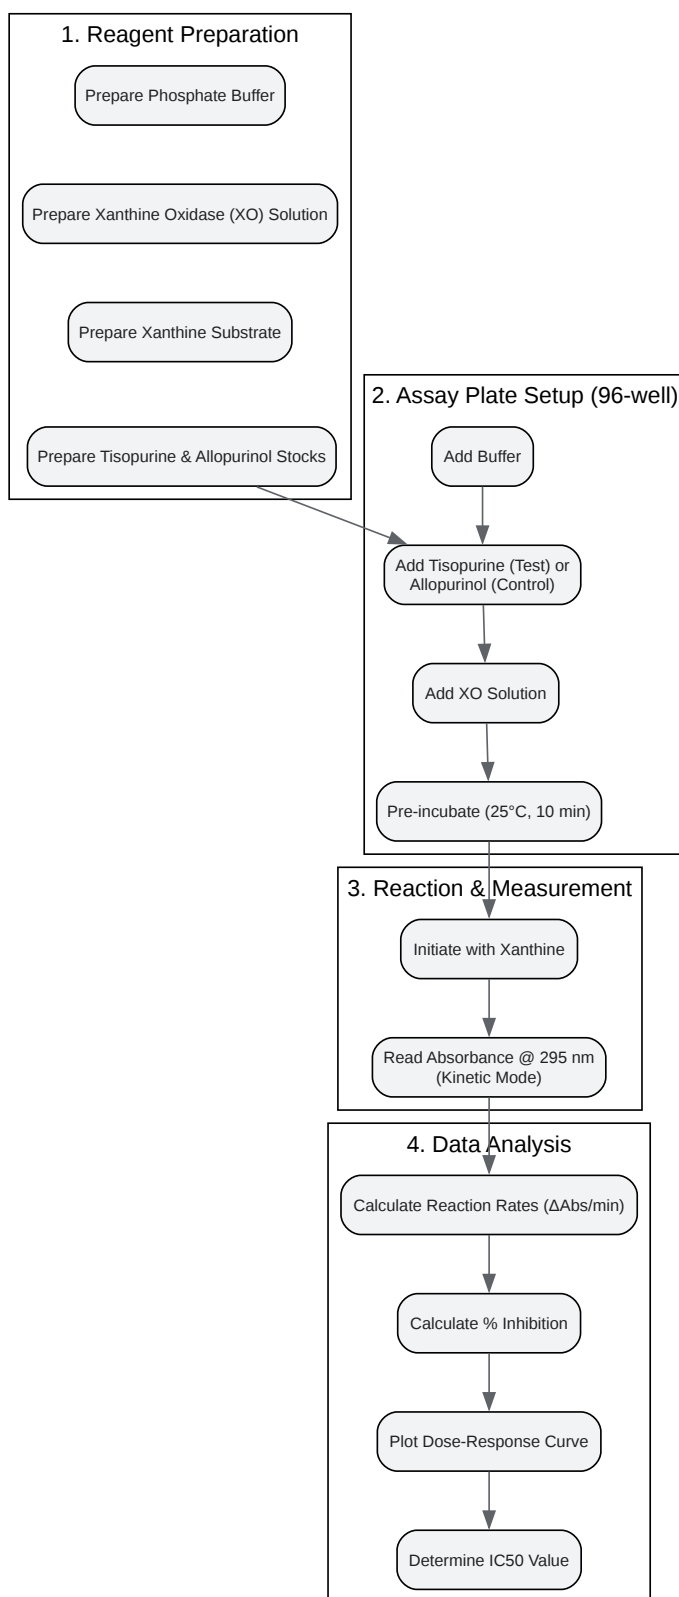 1. Reagent Preparation
Prepare Phosphate Buffer
Prepare Xanthine Oxidase (XO) Solution
Prepare Xanthine Substrate
Prepare Tisopurine & Allopurinol Stocks
2. Assay Plate Setup (96-well)
Add Buffer
Add Tisopurine (Test) or
Allopurinol (Control)
Add XO Solution
Pre-incubate (25°C, 10 min)
3. Reaction & Measurement
Initiate with Xanthine
Read Absorbance @ 295 nm
(Kinetic Mode)
4. Data Analysis
Calculate Reaction Rates (ΔAbs/min)
Calculate % Inhibition
Plot Dose-Response Curve
Determine IC50 Value